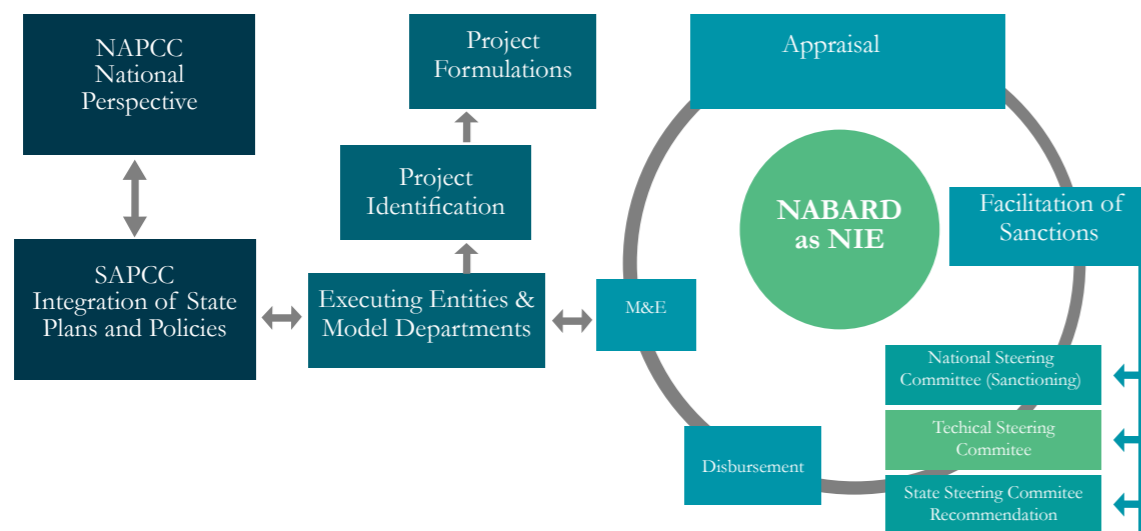 NAPCC
National
Perspective
SAPCC
Integration of State
Plans and Policies
Project
Formulations
Project
Identification
Executing Entities &
Model Departments
Appraisal
NABARD
as NIE
Facilitation of
Sanctions
M&E
National Steering
Committee (Sanctioning)
Techical Steering
Commitee
State Steering Commitee
Recommendation
Disbursement